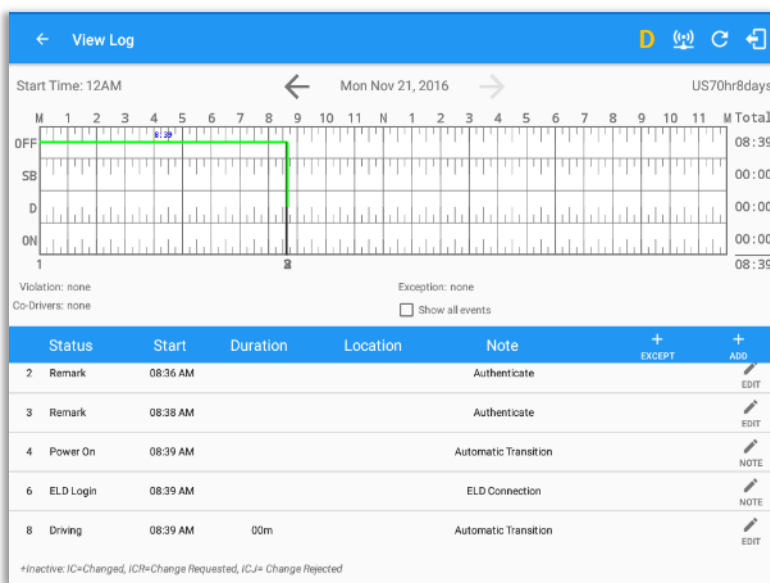 View Log D
Start Time: 12AM Mon Nov 21, 2016 US70hr8days
M 1 2 3 4 5 6 7 8 9 10 11 N 1 2 3 4 5 6 7 8 9 10 11 M Total
8:39
OFF 08:39
SB 00:00
D 00:00
ON 00:00
1 08:39
Violation: none Exception: none
Co-Drivers: none Show all events
Status Start Duration Location Note + EXCEPT + ADD
2 Remark 08:36 AM Authenticate EDIT
3 Remark 08:38 AM Authenticate EDIT
4 Power On 08:39 AM Automatic Transition NOTE
6 ELD Login 08:39 AM ELD Connection NOTE
8 Driving 08:39 AM 00m Automatic Transition EDIT
+Inactive: IC=Changed, ICR=Change Requested, ICJ= Change Rejected